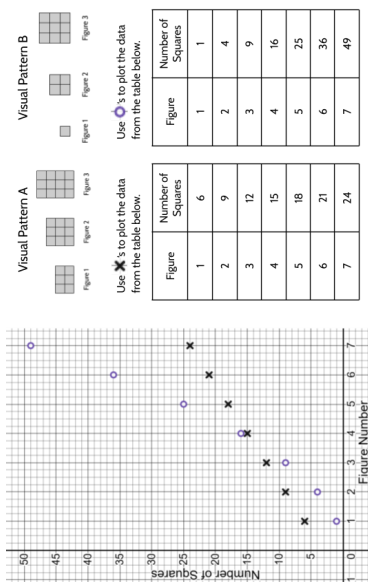 Visual Pattern A
Figure 1
Figure 2
Figure 3
Use ✖'s to plot the data
from the table below.
Figure
Number of
Squares
1 6
2 9
3 12
4 15
5 18
6 21
7 24
Visual Pattern B
Figure 1
Figure 2
Figure 3
Use 's to plot the data
from the table below.
Figure
Number of
Squares
1 1
2 4
3 9
4 16
5 25
6 36
7 49
Number of Squares
50
45
40
35
30
25
20
15
10
5
1 0 1 2 3 4 5 6 7
Figure Number